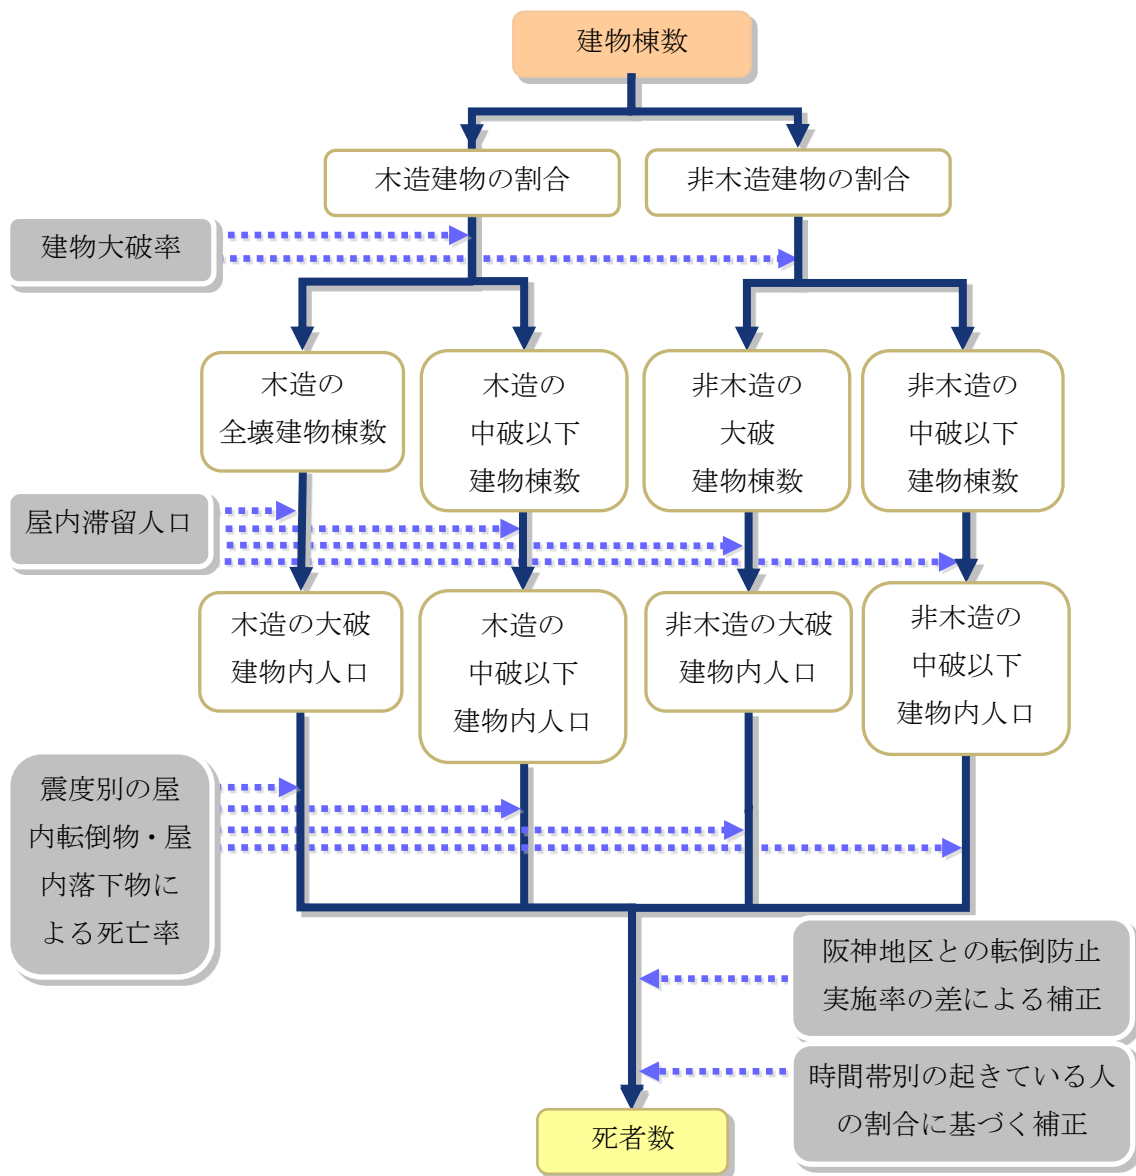 建物棟数
木造建物の割合
非木造建物の割合
建物大破率
木造の
全壊建物棟数
木造の
中破以下
建物棟数
非木造の
大破
建物棟数
非木造の
中破以下
建物棟数
屋内滞留人口
木造の大破
建物内人口
木造の
中破以下
建物内人口
非木造の大破
建物内人口
非木造の
中破以下
建物内人口
震度別の屋
内転倒物・屋
内落下物に
よる死亡率
阪神地区との転倒防止
実施率の差による補正
時間帯別の起きている人
の割合に基づく補正
死者数